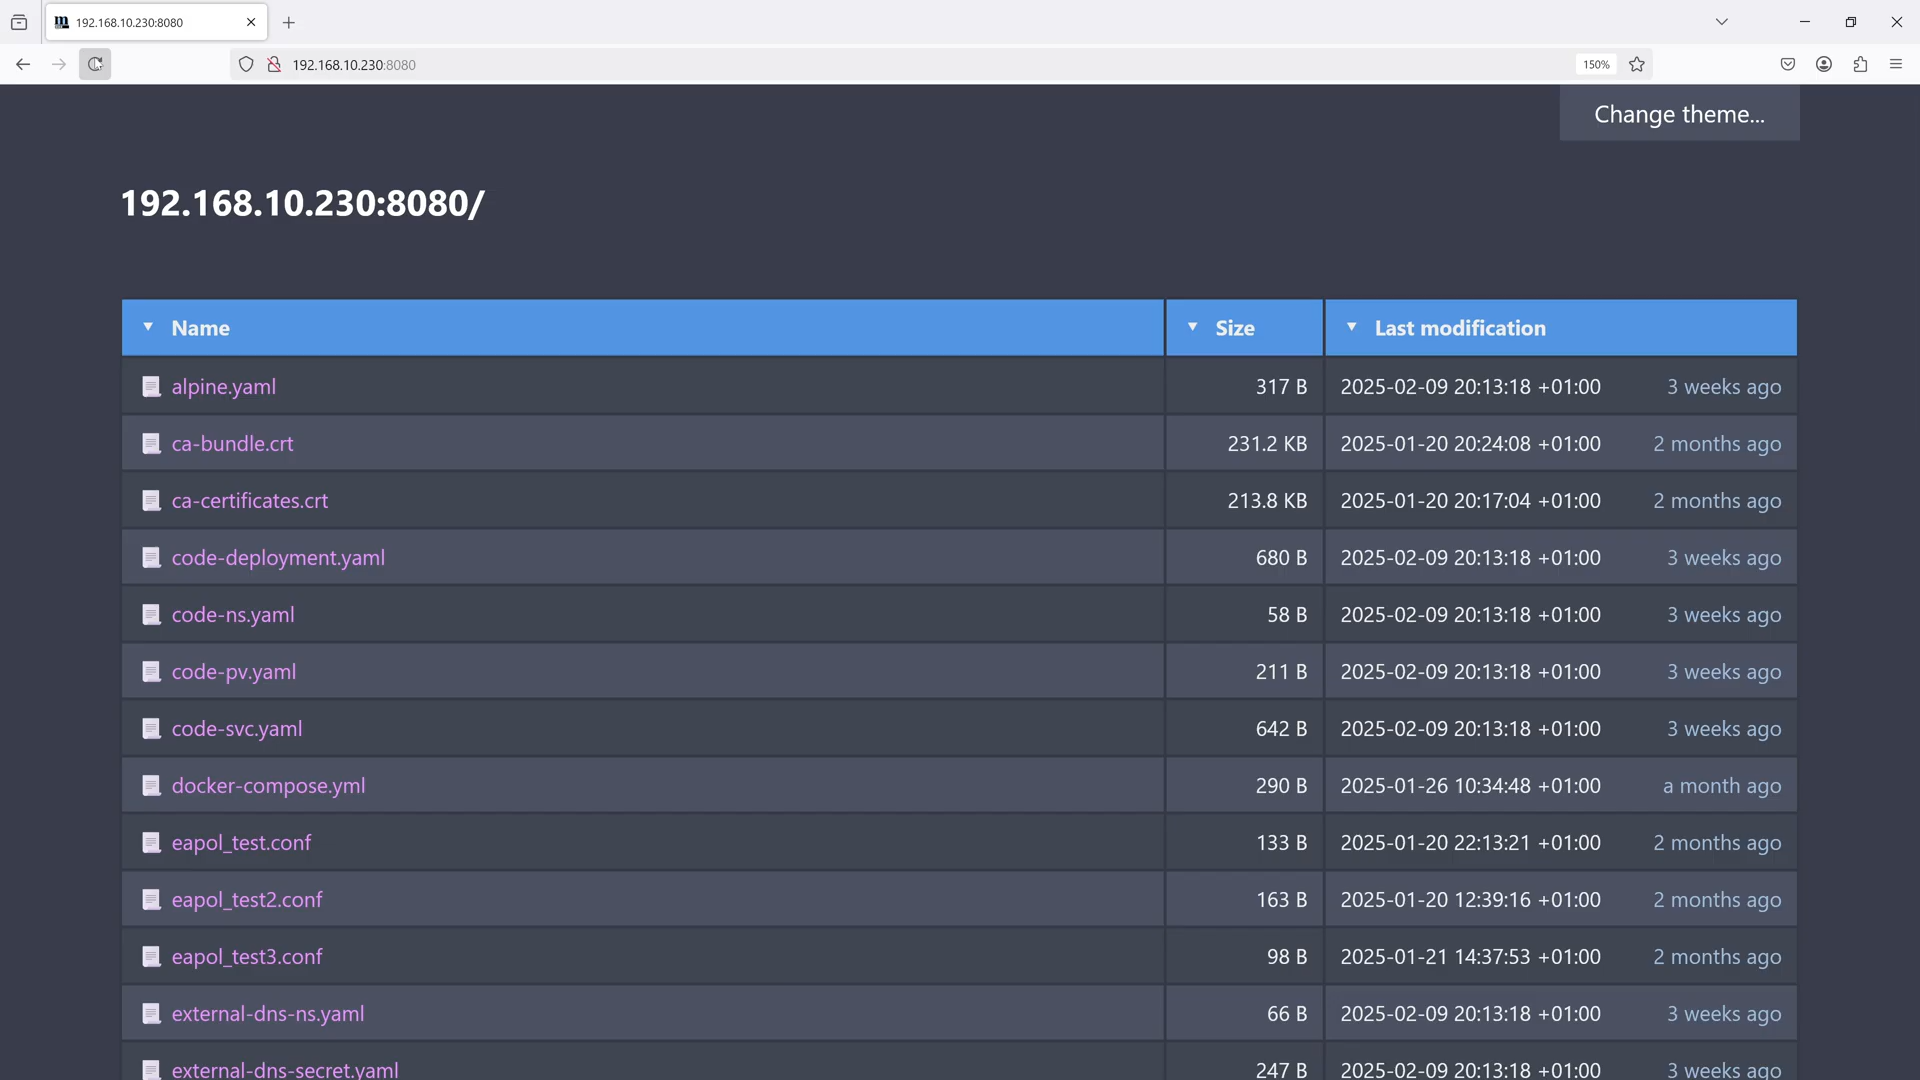 192.168.10.230:8080
192.168.10.230:8080
150%
Change theme...
192.168.10.230:8080/
Name Size Last modification
alpine.yaml 317 B 2025-02-09 20:13:18 +01:00 3 weeks ago
ca-bundle.crt 231.2 KB 2025-01-20 20:24:08 +01:00 2 months ago
ca-certificates.crt 213.8 KB 2025-01-20 20:17:04 +01:00 2 months ago
code-deployment.yaml 680 B 2025-02-09 20:13:18 +01:00 3 weeks ago
code-ns.yaml 58 B 2025-02-09 20:13:18 +01:00 3 weeks ago
code-pv.yaml 211 B 2025-02-09 20:13:18 +01:00 3 weeks ago
code-svc.yaml 642 B 2025-02-09 20:13:18 +01:00 3 weeks ago
docker-compose.yml 290 B 2025-01-26 10:34:48 +01:00 a month ago
eapol_test.conf 133 B 2025-01-20 22:13:21 +01:00 2 months ago
eapol_test2.conf 163 B 2025-01-20 12:39:16 +01:00 2 months ago
eapol_test3.conf 98 B 2025-01-21 14:37:53 +01:00 2 months ago
external-dns-ns.yaml 66 B 2025-02-09 20:13:18 +01:00 3 weeks ago
external-dns-secret.yaml 247 B 2025-02-09 20:13:18 +01:00 3 weeks ago